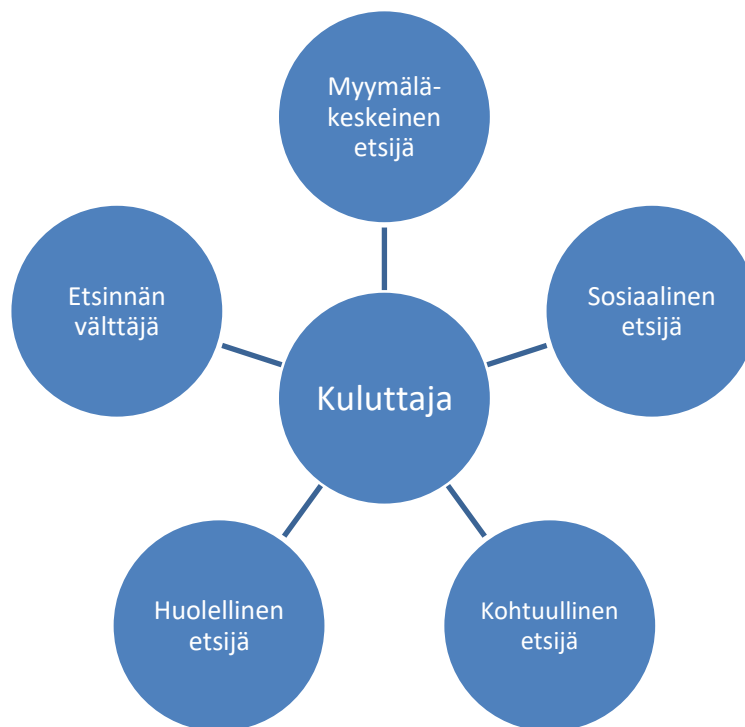 Myymälä-
keskeinen
etsijä
Etsinnän
välttäjä
Sosiaalinen
etsijä
Kuluttaja
Huolellinen
etsijä
Kohtuullinen
etsijä